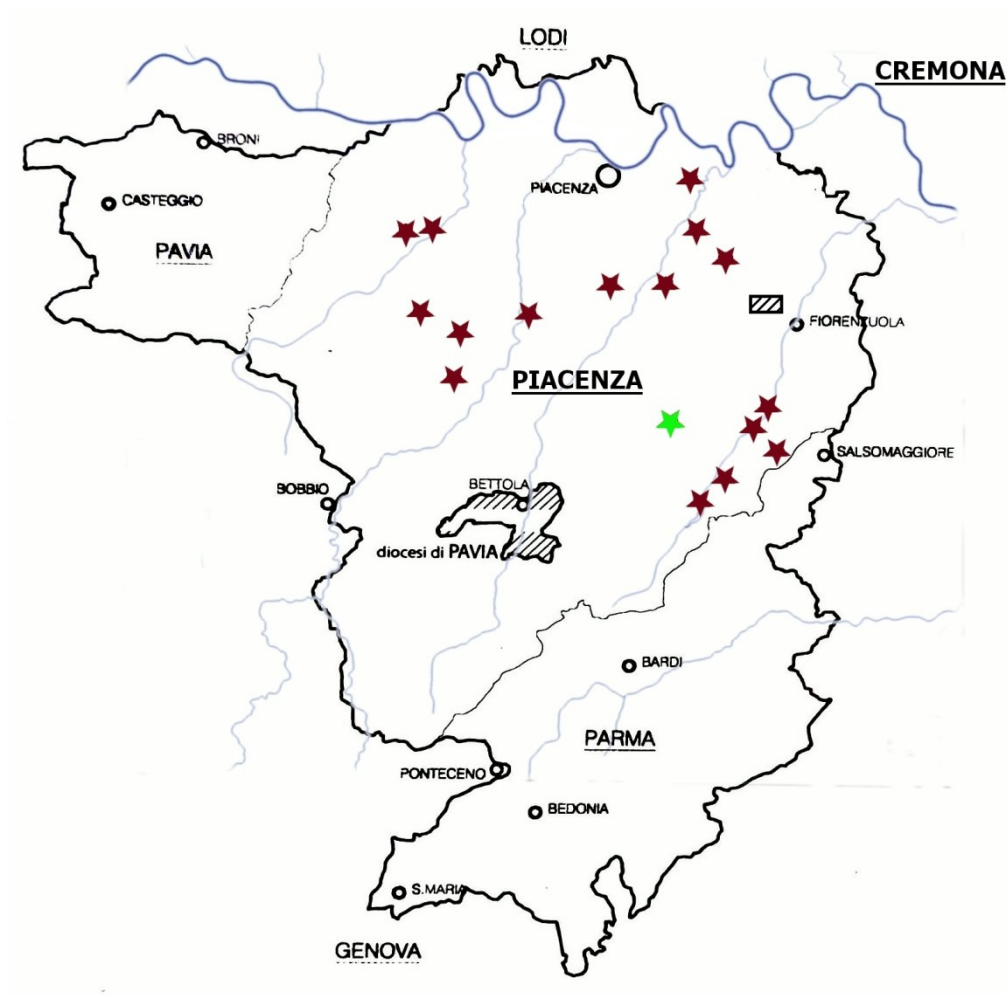 LODI
CREMONA
BRONI
PIACENZA
CASTEGGIO
PAVIA
FIORENZUOLA
PIACENZA
SALSOMAGGIORE
BETTOLA
BOBBIO
diocesi di PAVIA
BARDI
PARMA
PONTECENO
BEDONIA
S.MARIA
GENOVA